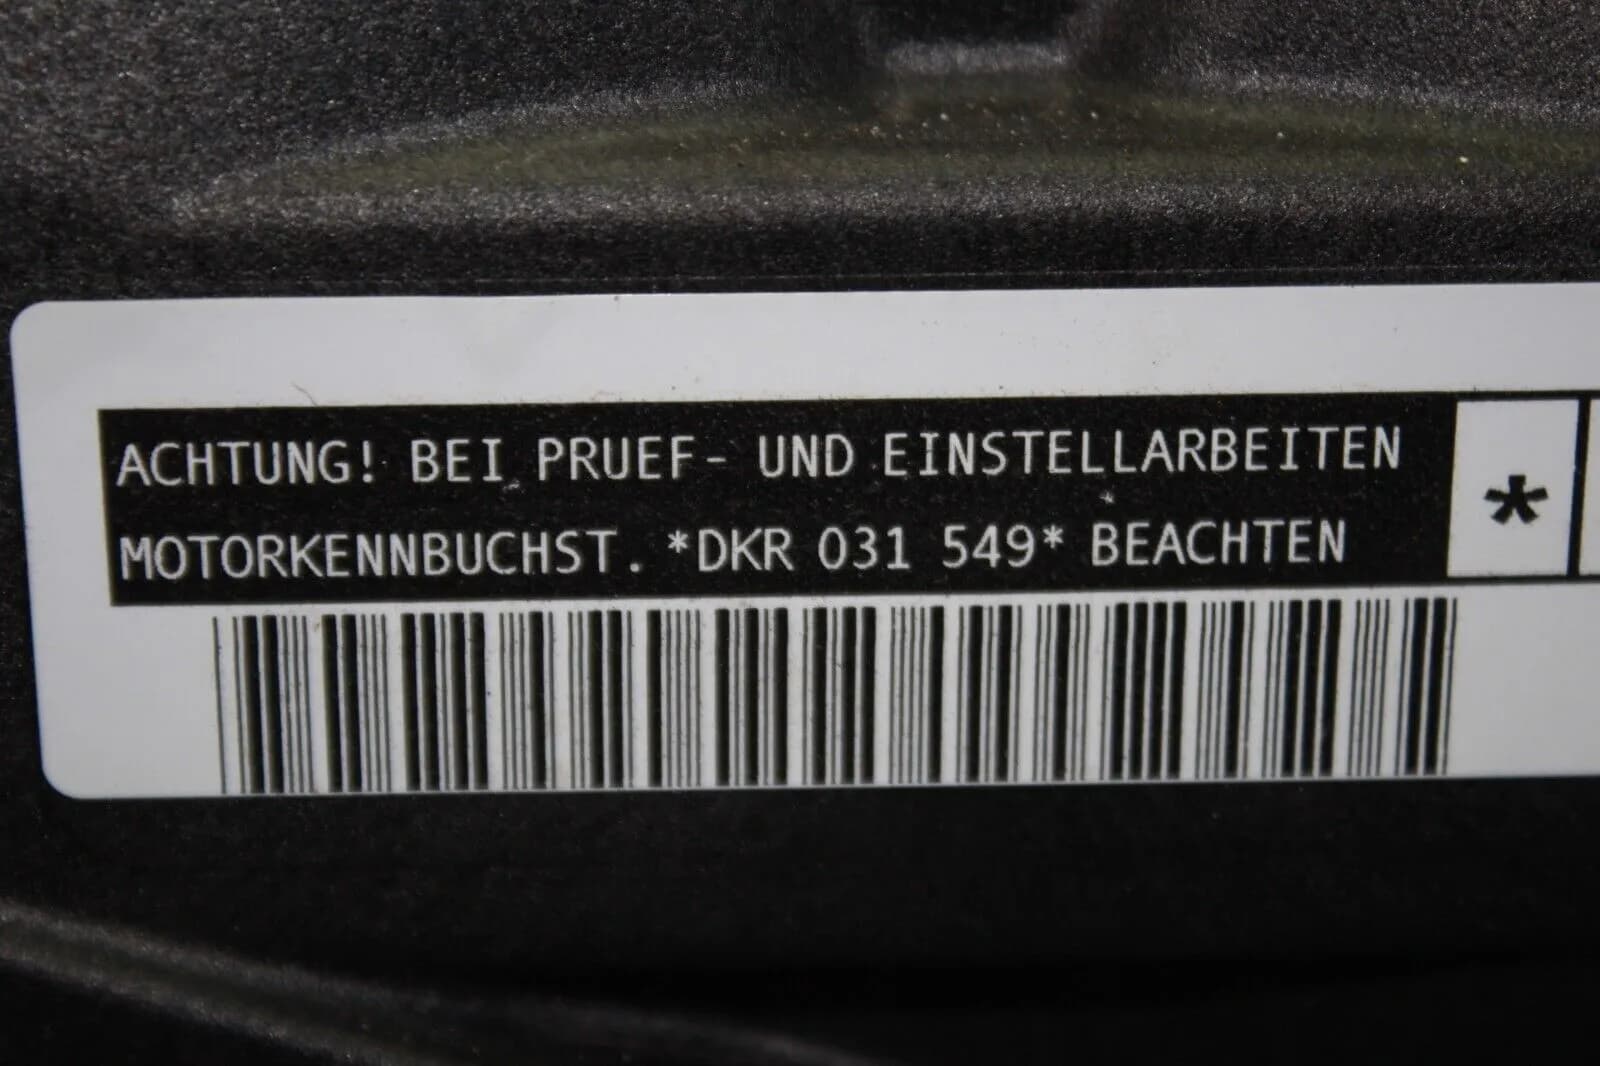 ACHTUNG! BEI PRUEF- UND EINSTELLARBEITEN
MOTORKENNBUCHST. *DKR 031 549* BEACHTEN
*